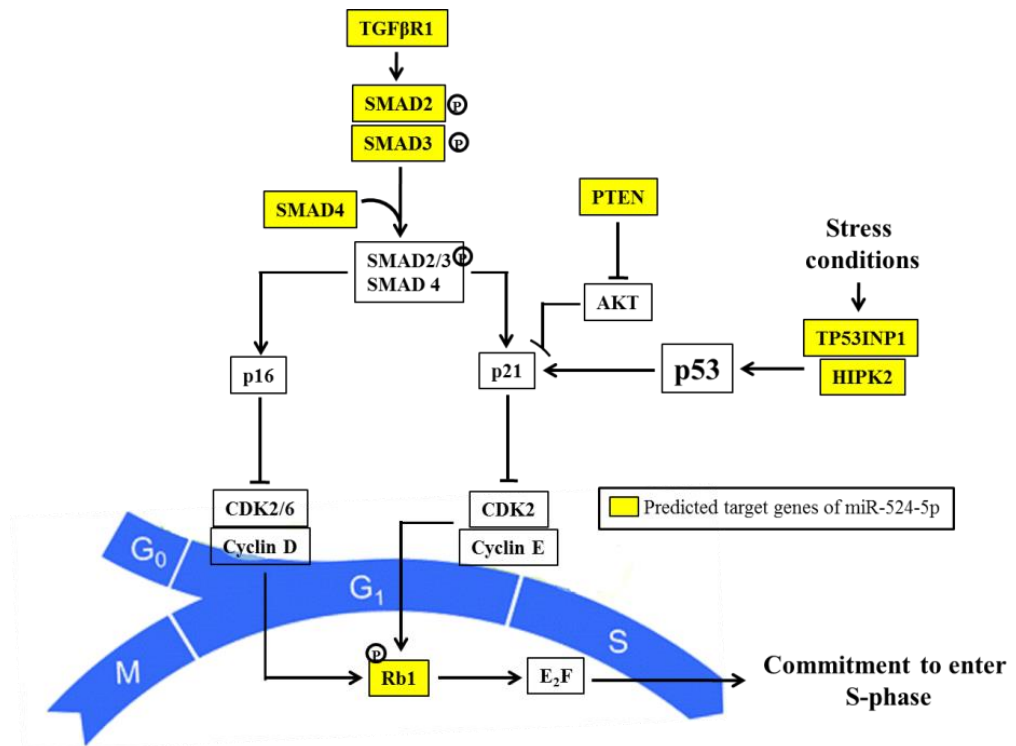 TGFβR1
SMAD2
P
SMAD3
P
SMAD4
PTEN
Stress
conditions
SMAD2/3
P
SMAD 4
AKT
TP53INP1
HIPK2
p16
p21
p53
CDK2/6
Cyclin D
CDK2
Cyclin E
Predicted target genes of miR-524-5p
G₀
G₁
S
M
P
Rb1
E₂F
Commitment to enter
S-phase